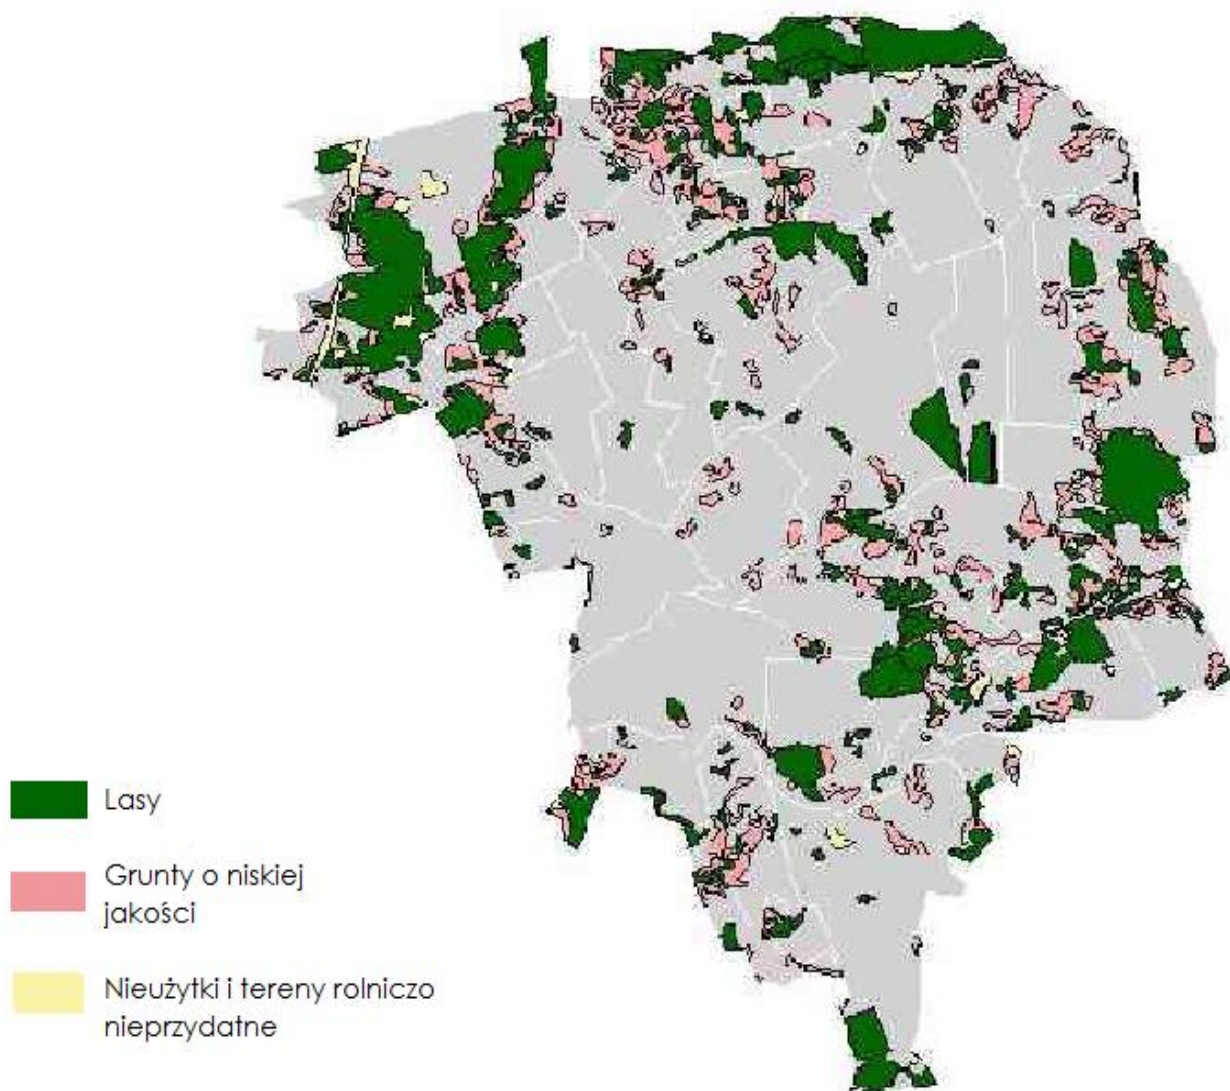 Lasy
Grunty o niskiej
jakości
Nieużytki i tereny rolniczo
nieprzydatne